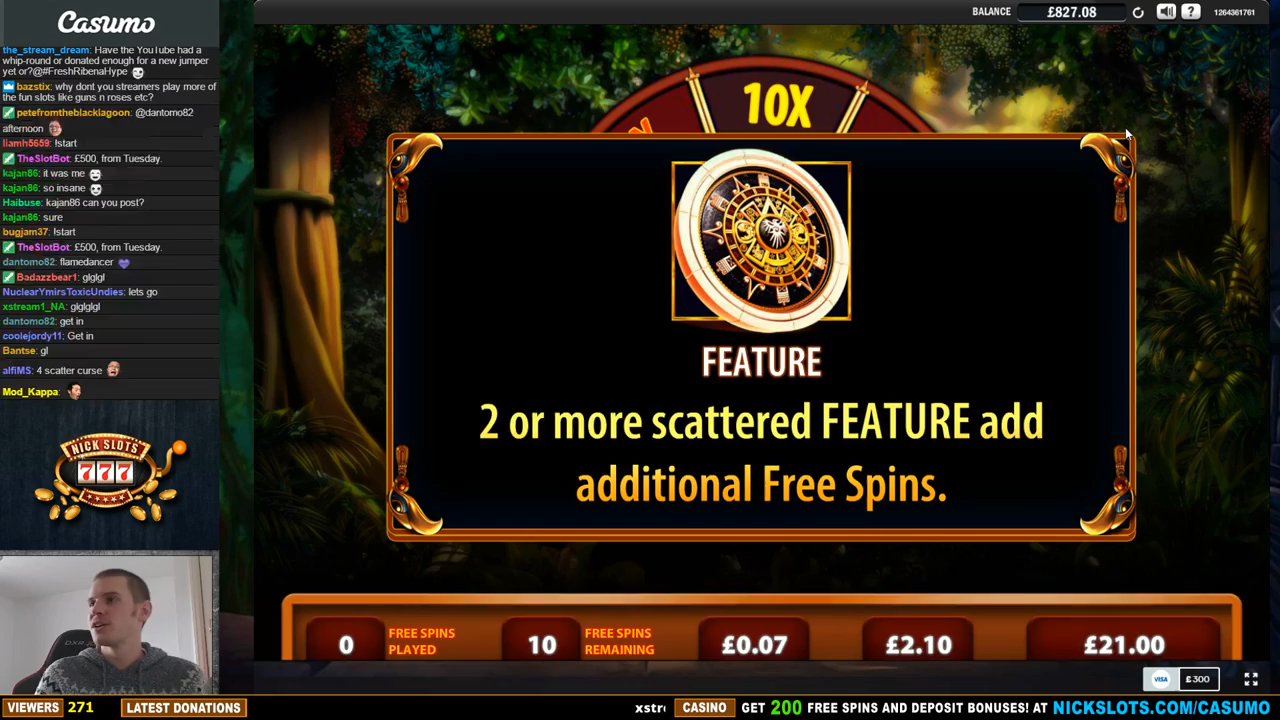 Casumo
the_stream_dream: Have the YouTube had a
whip-round or donated enough for a new jumper
yet or?@#FreshRibenaHype
bazstix: why dont you streamers play more of
the fun slots like guns n roses etc?
petefromtheblacklagoon: @dantomo82
afternoon
liamh5659: !start
TheSlotBot: £500, from Tuesday.
kajan86: it was me
kajan86: so insane
Haibuse: kajan86 can you post?
kajan86: sure
bugjam37: !start
TheSlotBot: £500, from Tuesday.
dantomo82: flamedancer
Badazzbear1: glglgl
NuclearYmirsToxicUndies: lets go
xstream1_NA: glglglgl
dantomo82: get in
coolejordy11: Get in
Bantse: gl
alfiMS: 4 scatter curse
Mod_Kappa:
NICK SLOTS
777
BALANCE £827.08 ? 1264361761
10X
FEATURE
2 or more scattered FEATURE add
additional Free Spins.
0 FREE SPINS PLAYED 10 FREE SPINS REMAINING £0.07 £2.10 £21.00
VISA £300
VIEWERS 271 LATEST DONATIONS xstr CASINO GET 200 FREE SPINS AND DEPOSIT BONUSES! AT NICKSLOTS.COM/CASUMO